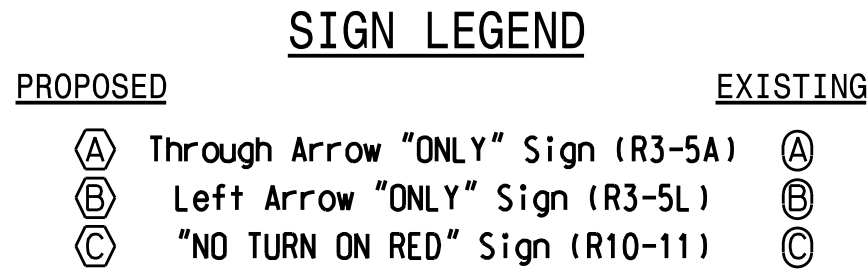 SIGN LEGEND
PROPOSED EXISTING
A Through Arrow "ONLY" Sign (R3-5A) A
B Left Arrow "ONLY" Sign (R3-5L) B
C "NO TURN ON RED" Sign (R10-11) C